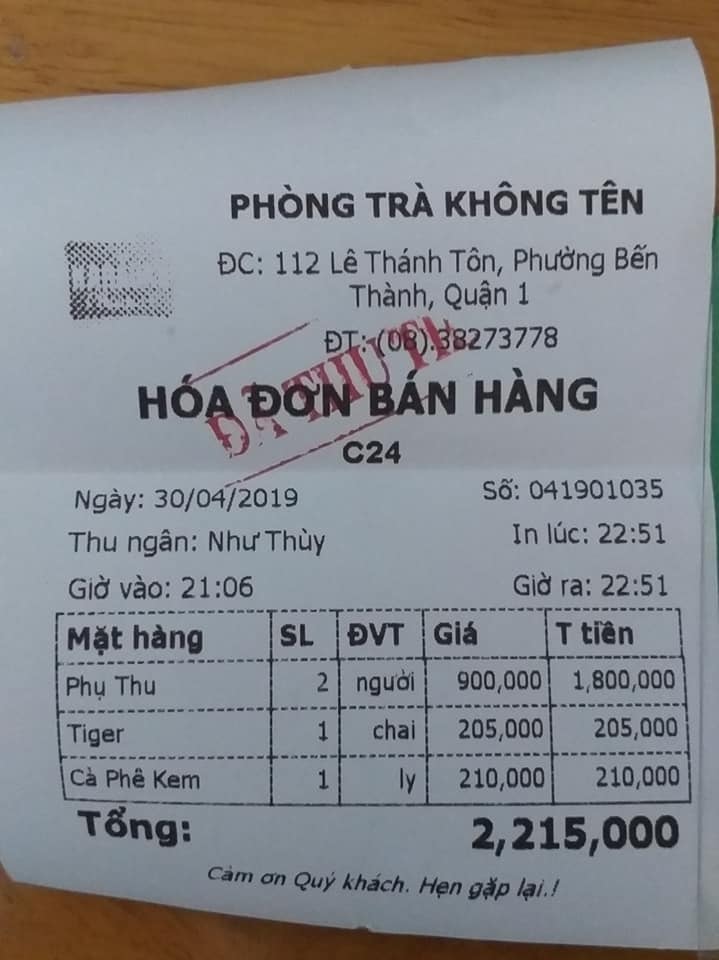 PHÒNG TRÀ KHÔNG TÊN
ĐC: 112 Lê Thánh Tôn, Phường Bến
Thành, Quận 1
ĐT: (08).38273778
ĐÃ THU
HÓA ĐƠN BÁN HÀNG
C24
Ngày: 30/04/2019 Số: 041901035
Thu ngân: Như Thùy In lúc: 22:51
Giờ vào: 21:06 Giờ ra: 22:51
Mặt hàng SL ĐVT Giá T tiền
Phụ Thu 2 người 900,000 1,800,000
Tiger 1 chai 205,000 205,000
Cà Phê Kem 1 ly 210,000 210,000
Tổng: 2,215,000
Cảm ơn Quý khách. Hẹn gặp lại.!